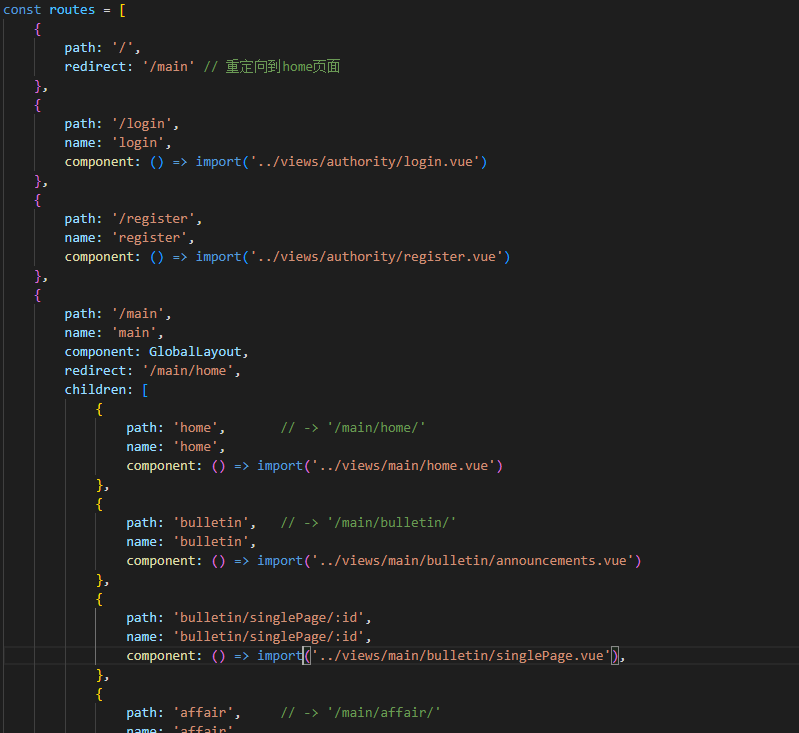 const routes = [
{
path: '/',
redirect: '/main' // 重定向到home页面
},
{
path: '/login',
name: 'login',
component: () => import('../views/authority/login.vue')
},
{
path: '/register',
name: 'register',
component: () => import('../views/authority/register.vue')
},
{
path: '/main',
name: 'main',
component: GlobalLayout,
redirect: '/main/home',
children: [
{
path: 'home', // -> '/main/home/'
name: 'home',
component: () => import('../views/main/home.vue')
},
{
path: 'bulletin', // -> '/main/bulletin/'
name: 'bulletin',
component: () => import('../views/main/bulletin/announcements.vue')
},
{
path: 'bulletin/singlePage/:id',
name: 'bulletin/singlePage/:id',
component: () => import('../views/main/bulletin/singlePage.vue'),
},
{
path: 'affair', // -> '/main/affair/'
name: 'affair'